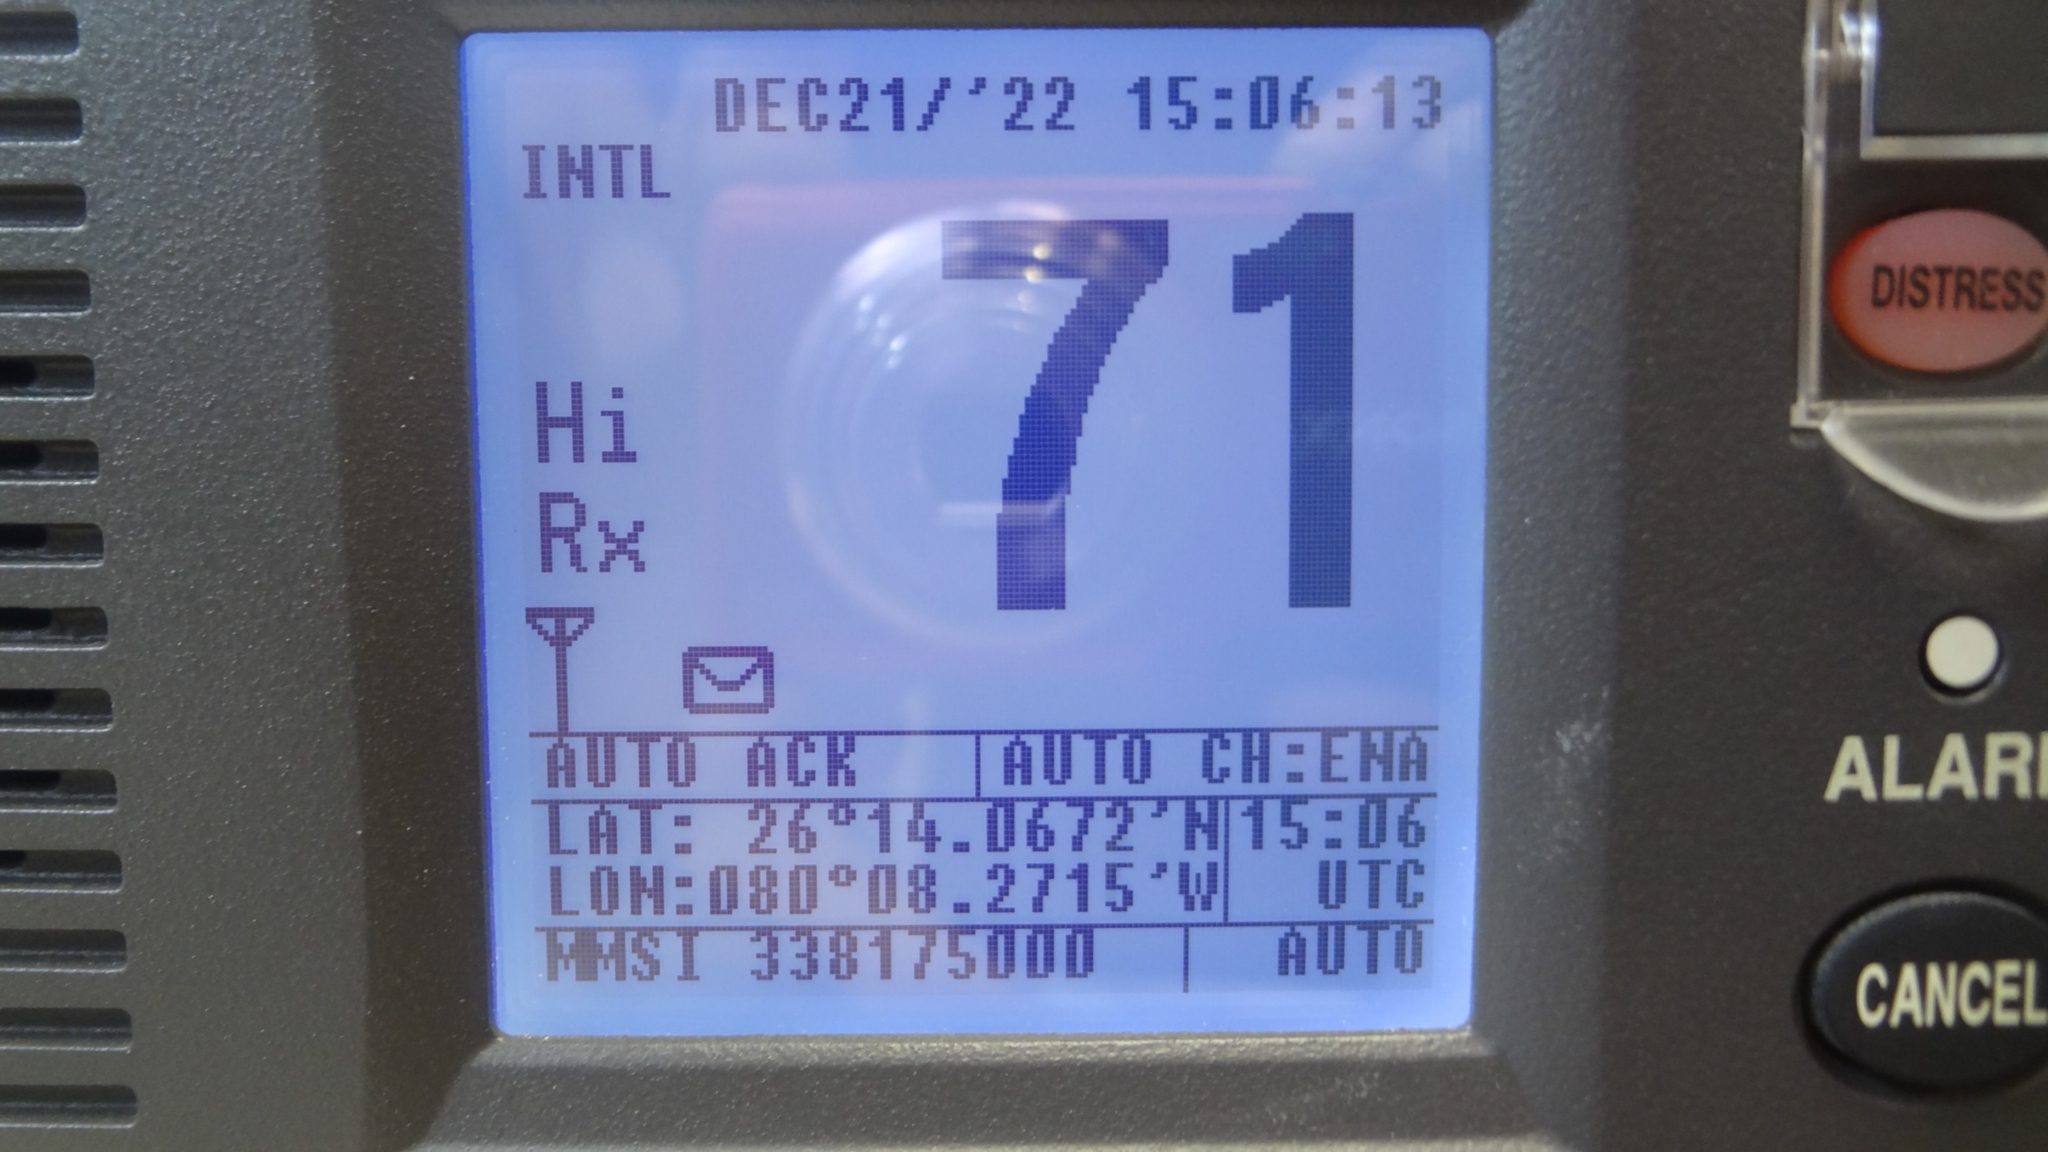 DEC21/'22 15:06:13
INTL
71
DISTRESS
Hi
Rx
AUTO ACK AUTO CH:ENA
LAT: 26°14.0672'N 15:06
LON:080°08.2715'W UTC
MMSI 338175000 AUTO
ALAR
CANCEL